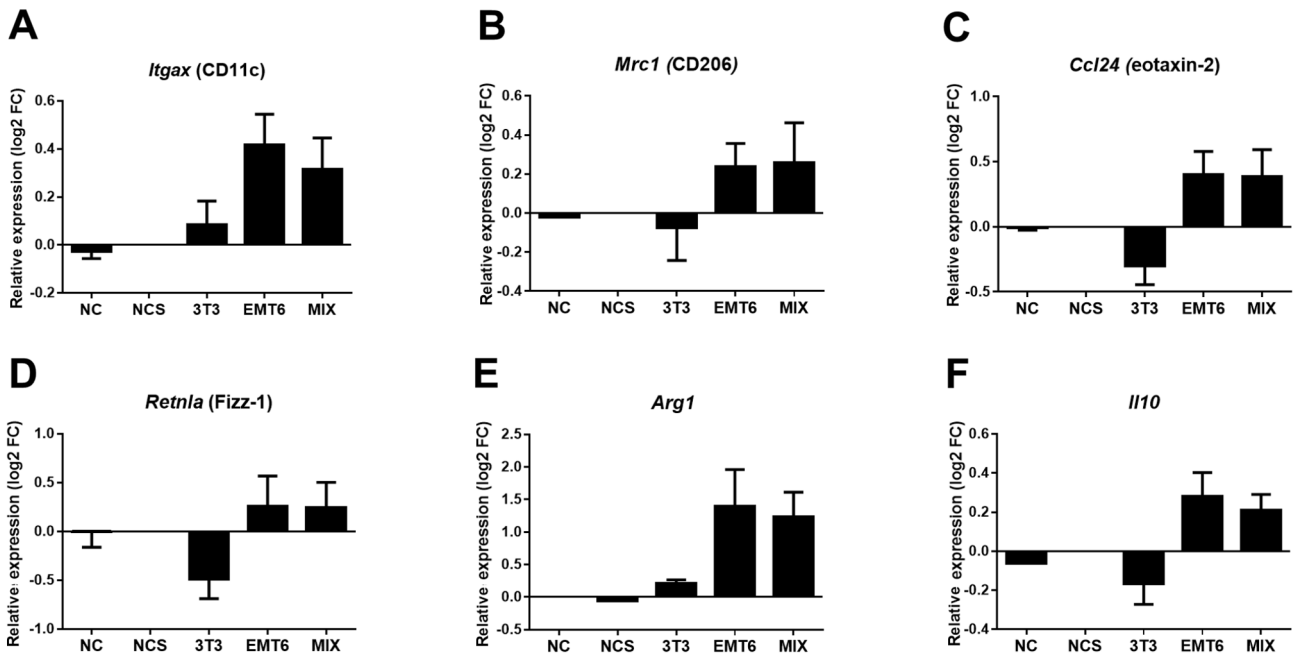 A
Itgax (CD11c)
Relative expression (log2 FC)
0.6
0.4
0.2
0.0
-0.2
NC NCS 3T3 EMT6 MIX
B
Mrc1 (CD206)
Relative expression (log2 FC)
0.6
0.4
0.2
0.0
-0.2
-0.4
NC NCS 3T3 EMT6 MIX
C
Ccl24 (eotaxin-2)
Relative expression (log2 FC)
1.0
0.5
0.0
-0.5
NC NCS 3T3 EMT6 MIX
D
Retnla (Fizz-1)
Relative expression (log2 FC)
1.0
0.5
0.0
-0.5
-1.0
NC NCS 3T3 EMT6 MIX
E
Arg1
Relative expression (log2 FC)
2.5
2.0
1.5
1.0
0.5
0.0
-0.5
NC NCS 3T3 EMT6 MIX
F
Il10
Relative expression (log2 FC)
0.6
0.4
0.2
0.0
-0.2
-0.4
NC NCS 3T3 EMT6 MIX